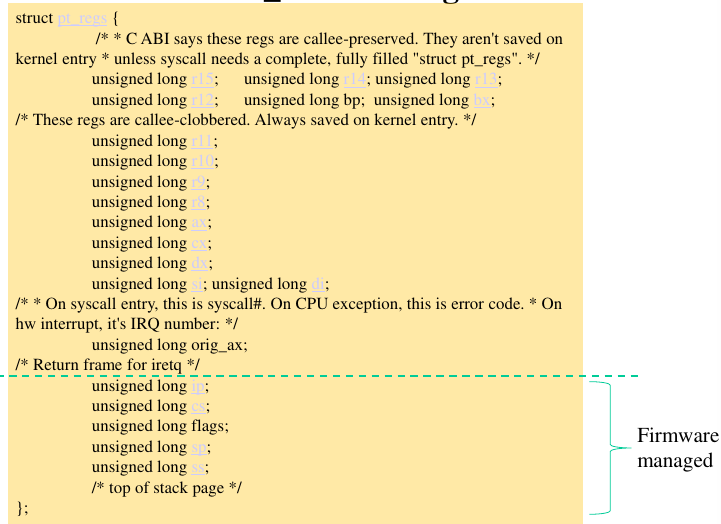 struct pt_regs {
/* * C ABI says these regs are callee-preserved. They aren't saved on
kernel entry * unless syscall needs a complete, fully filled "struct pt_regs". */
unsigned long r15; unsigned long r14; unsigned long r13;
unsigned long r12; unsigned long bp; unsigned long bx;
/* These regs are callee-clobbered. Always saved on kernel entry. */
unsigned long r11;
unsigned long r10;
unsigned long r9;
unsigned long r8;
unsigned long ax;
unsigned long cx;
unsigned long dx;
unsigned long si; unsigned long di;
/* * On syscall entry, this is syscall#. On CPU exception, this is error code. * On
hw interrupt, it's IRQ number: */
unsigned long orig_ax;
/* Return frame for iretq */
unsigned long ip;
unsigned long cs;
unsigned long flags;
unsigned long sp;
unsigned long ss;
/* top of stack page */
};
Firmware
managed